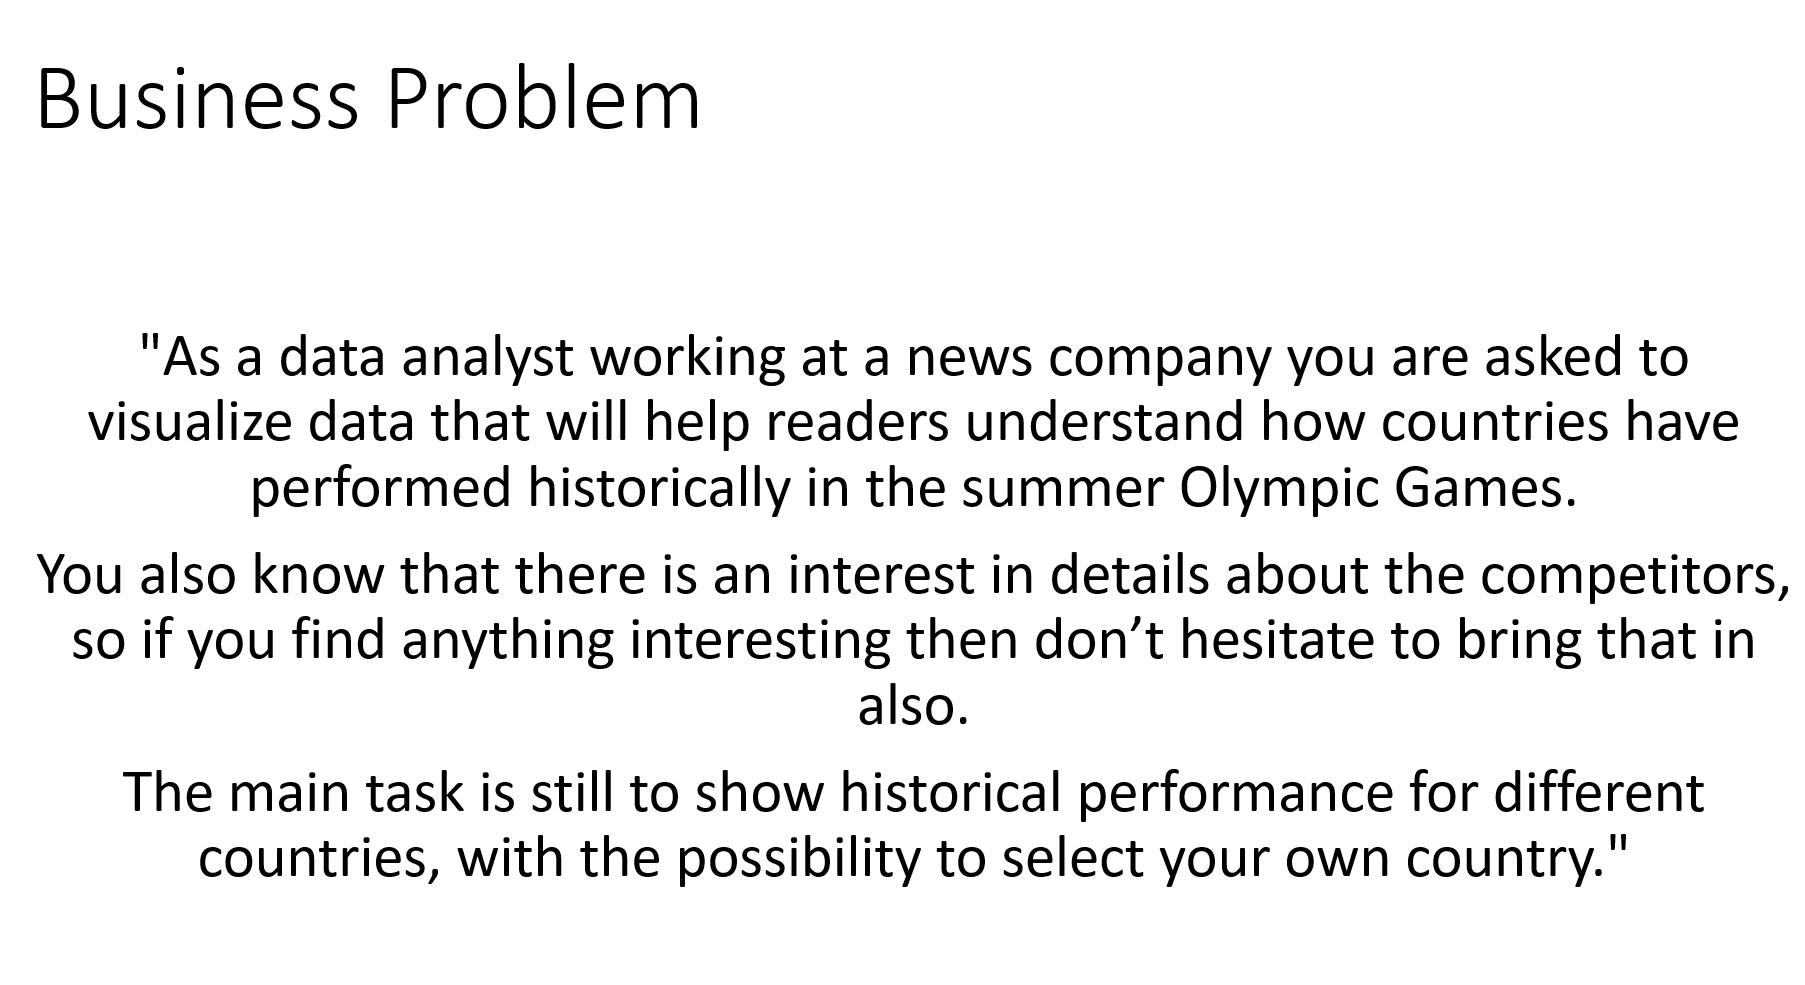 Business Problem
"As a data analyst working at a news company you are asked to
visualize data that will help readers understand how countries have
performed historically in the summer Olympic Games.
You also know that there is an interest in details about the competitors,
so if you find anything interesting then don’t hesitate to bring that in
also.
The main task is still to show historical performance for different
countries, with the possibility to select your own country."